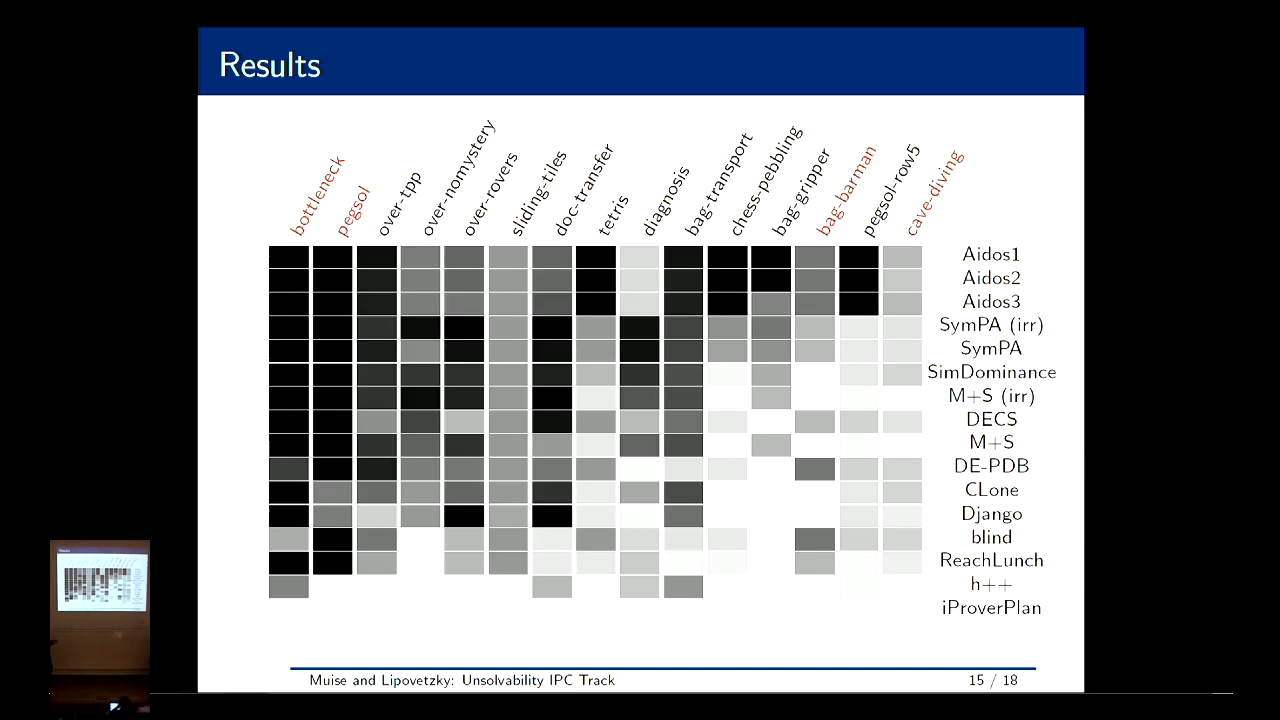 Results
bottleneck
pegsol
over-tpp
over-nomystery
over-rovers
sliding-tiles
doc-transfer
tetris
diagnosis
bag-transport
chess-pebbling
bag-gripper
bag-barman
pegsol-row5
cave-diving
Aidos1
Aidos2
Aidos3
SymPA (irr)
SymPA
SimDominance
M+S (irr)
DECS
M+S
DE-PDB
CLone
Django
blind
ReachLunch
h++
iProverPlan
Muise and Lipovetzky: Unsolvability IPC Track
15 / 18